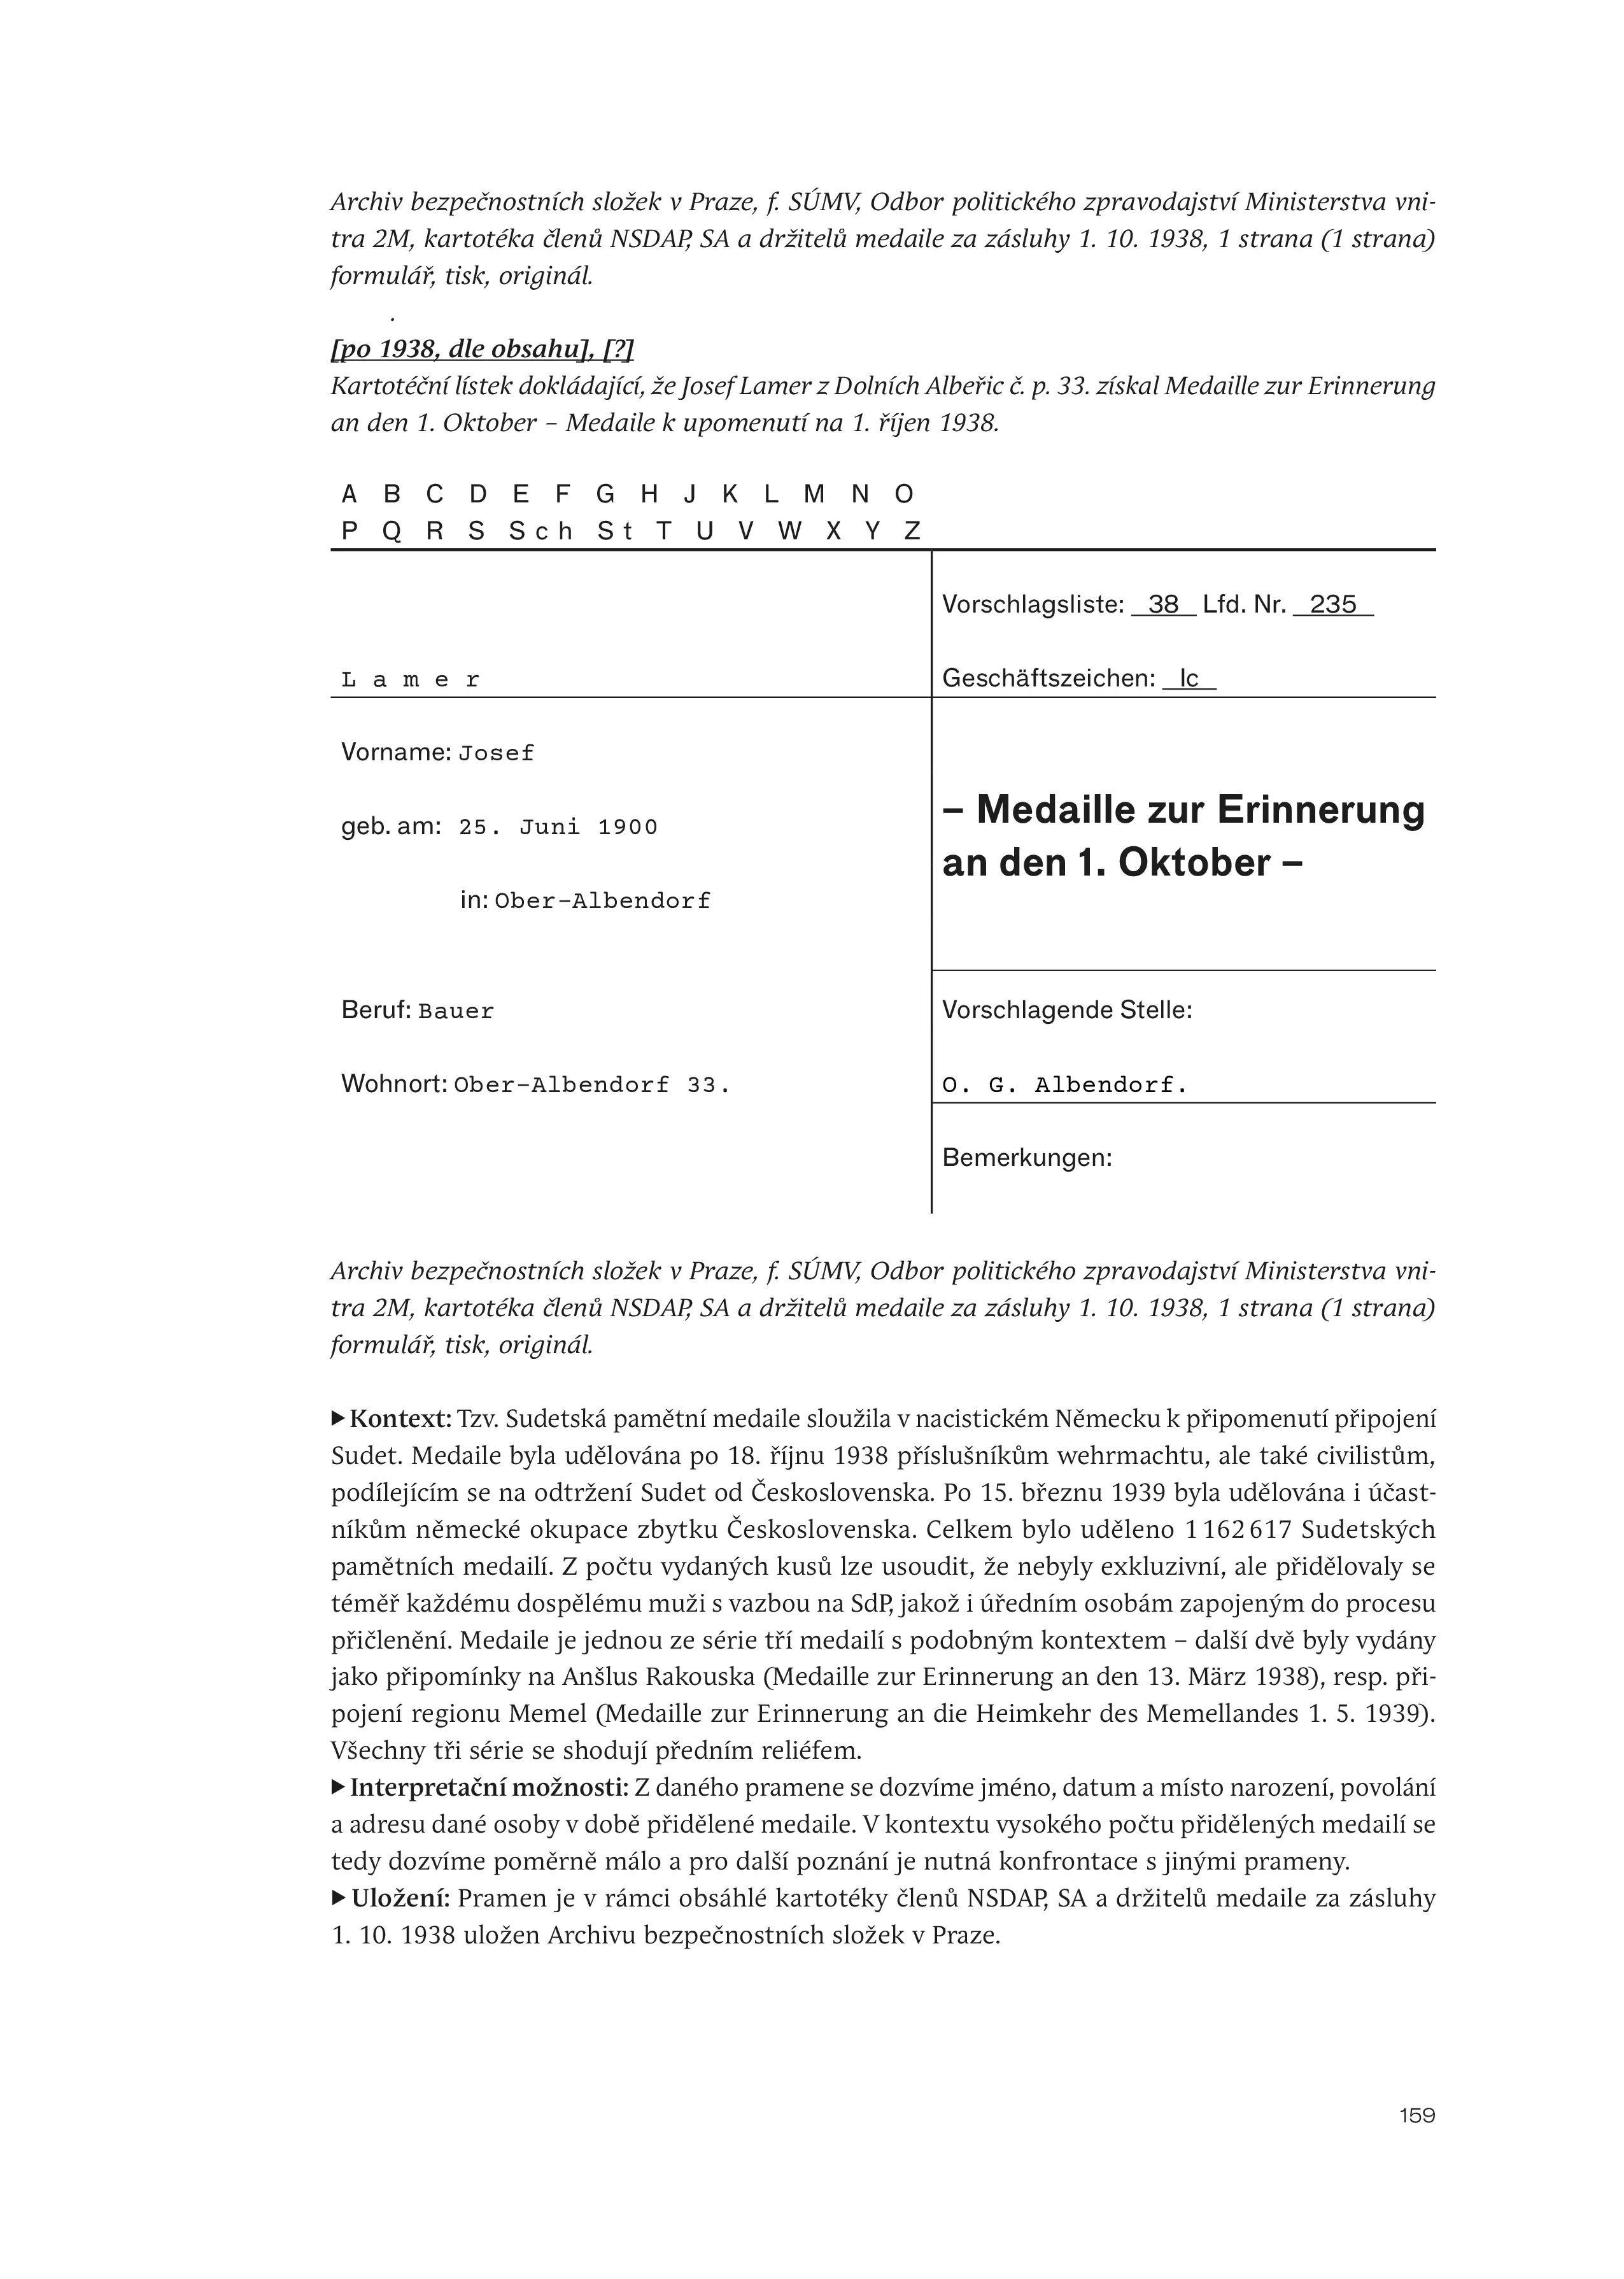 Archiv bezpečnostních složek v Praze, f. SÚMV, Odbor politického zpravodajství Ministerstva vni-
tra 2M, kartotéka členů NSDAP, SA a držitelů medaile za zásluhy 1. 10. 1938, 1 strana (1 strana)
formulář, tisk, originál.
.
[po 1938, dle obsahu], [?]
Kartotéční lístek dokládající, že Josef Lamer z Dolních Albeřic č. p. 33. získal Medaille zur Erinnerung
an den 1. Oktober – Medaile k upomenutí na 1. říjen 1938.
A B C D E F G H J K L M N O
P Q R S Sch St T U V W X Y Z
Vorschlagsliste: 38 Lfd. Nr. 235
Lamer
Geschäftszeichen: Ic
Vorname: Josef
geb. am: 25. Juni 1900
in: Ober-Albendorf
– Medaille zur Erinnerung
an den 1. Oktober –
Beruf: Bauer
Wohnort: Ober-Albendorf 33.
Vorschlagende Stelle:
O. G. Albendorf.
Bemerkungen:
Archiv bezpečnostních složek v Praze, f. SÚMV, Odbor politického zpravodajství Ministerstva vni-
tra 2M, kartotéka členů NSDAP, SA a držitelů medaile za zásluhy 1. 10. 1938, 1 strana (1 strana)
formulář, tisk, originál.
▶ Kontext: Tzv. Sudetská pamětní medaile sloužila v nacistickém Německu k připomenutí připojení
Sudet. Medaile byla udělována po 18. říjnu 1938 příslušníkům wehrmachtu, ale také civilistům,
podílejícím se na odtržení Sudet od Československa. Po 15. březnu 1939 byla udělována i účast-
níkům německé okupace zbytku Československa. Celkem bylo uděleno 1 162 617 Sudetských
pamětních medailí. Z počtu vydaných kusů lze usoudit, že nebyly exkluzivní, ale přidělovaly se
téměř každému dospělému muži s vazbou na SdP, jakož i úředním osobám zapojeným do procesu
přičlenění. Medaile je jednou ze série tří medailí s podobným kontextem – další dvě byly vydány
jako připomínky na Anšlus Rakouska (Medaille zur Erinnerung an den 13. März 1938), resp. při-
pojení regionu Memel (Medaille zur Erinnerung an die Heimkehr des Memellandes 1. 5. 1939).
Všechny tři série se shodují předním reliéfem.
▶ Interpretační možnosti: Z daného pramene se dozvíme jméno, datum a místo narození, povolání
a adresu dané osoby v době přidělené medaile. V kontextu vysokého počtu přidělených medailí se
tedy dozvíme poměrně málo a pro další poznání je nutná konfrontace s jinými prameny.
▶ Uložení: Pramen je v rámci obsáhlé kartotéky členů NSDAP, SA a držitelů medaile za zásluhy
1. 10. 1938 uložen Archivu bezpečnostních složek v Praze.
159